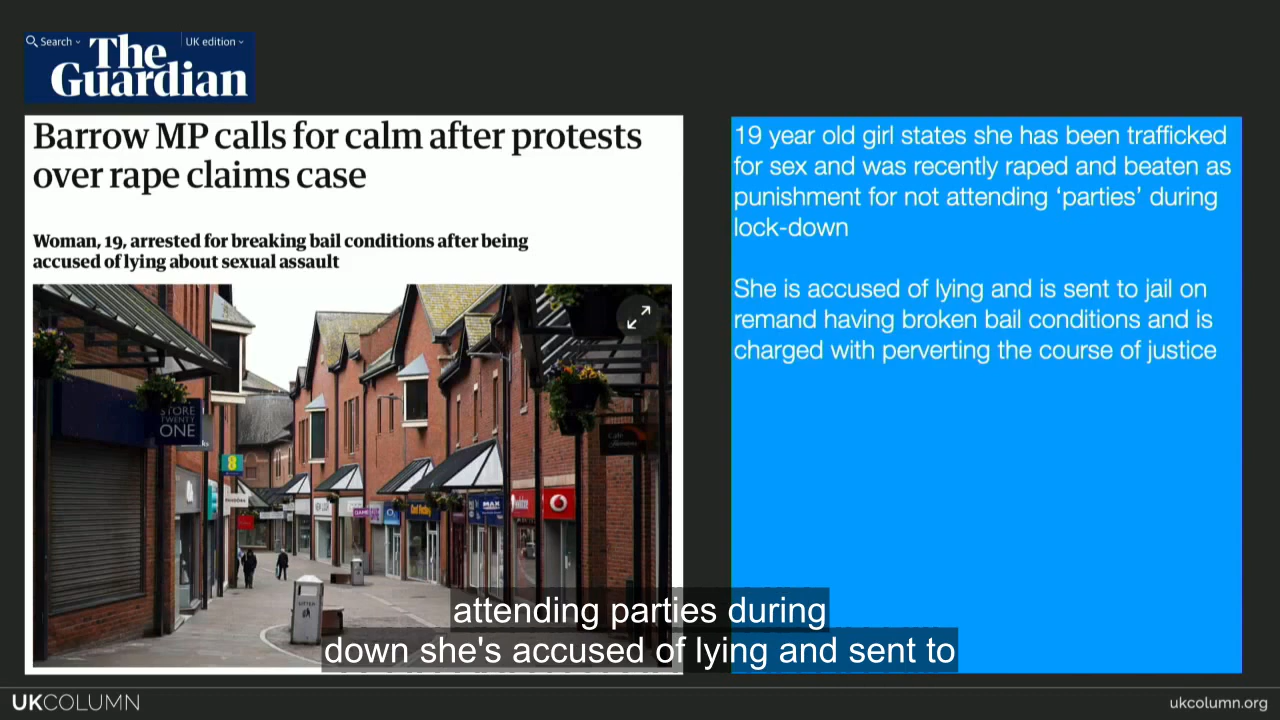 Search
UK edition
The
Guardian
Barrow MP calls for calm after protests
over rape claims case
Woman, 19, arrested for breaking bail conditions after being
accused of lying about sexual assault
19 year old girl states she has been trafficked
for sex and was recently raped and beaten as
punishment for not attending ‘parties’ during
lock-down
She is accused of lying and is sent to jail on
remand having broken bail conditions and is
charged with perverting the course of justice
STORE
TWENTY
ONE
attending parties during
down she's accused of lying and sent to
UKCOLUMN
ukcolumn.org